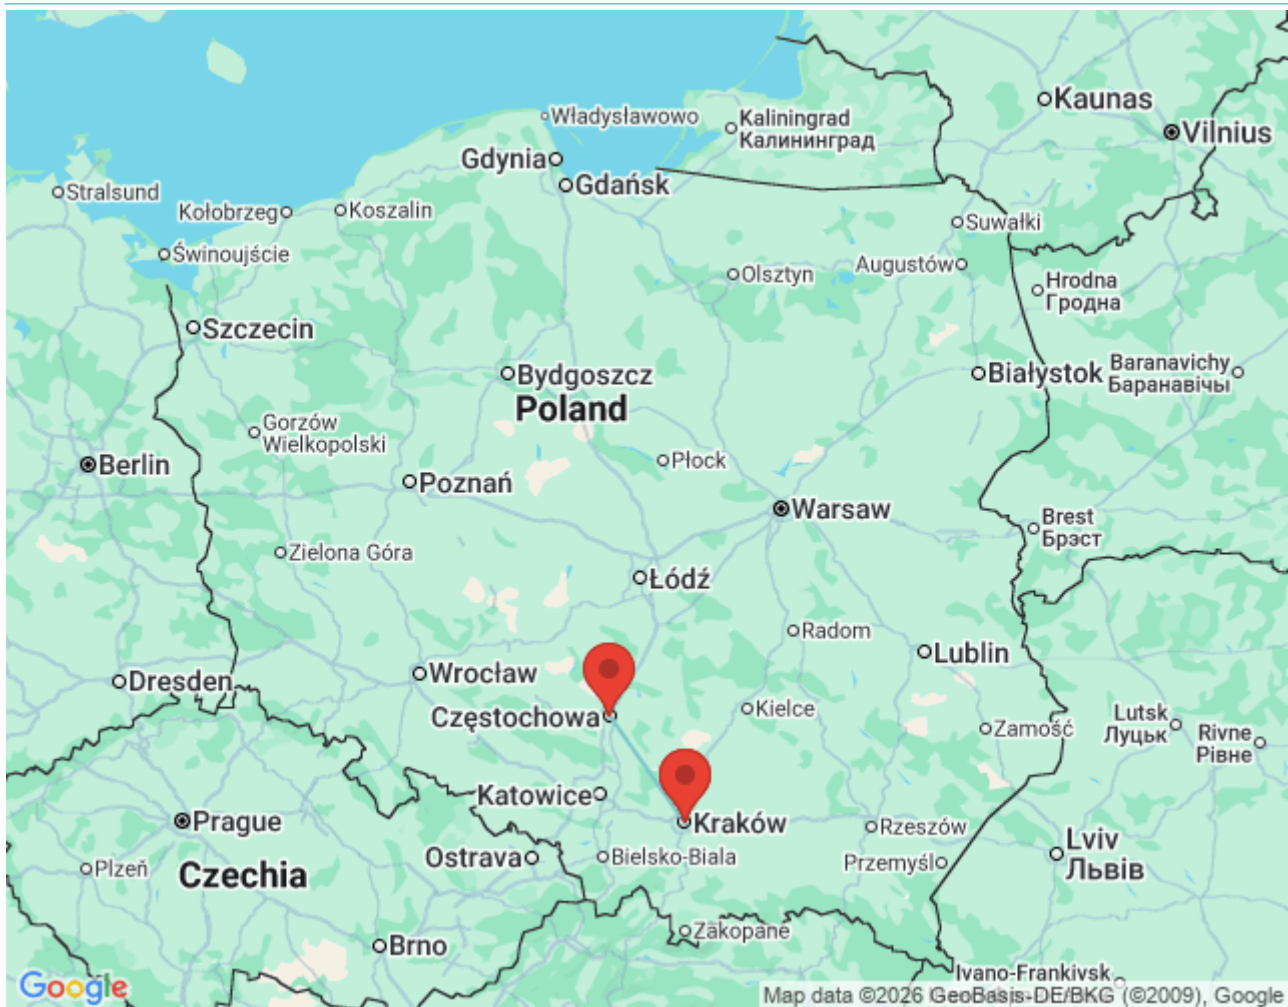 Władysławowo
Kaliningrad
Калининград
Kaunas
Vilnius
Gdynia
Gdańsk
Stralsund
Kołobrzeg
Koszalin
Suwałki
Świnoujście
Olsztyn
Augustów
Hrodna
Гродна
Szczecin
Bydgoszcz
Poland
Białystok
Baranavichy
Баранавічы
Gorzów
Wielkopolski
Berlin
Płock
Poznań
Warsaw
Brest
Брэст
Zielona Góra
Łódź
Radom
Lublin
Wrocław
Dresden
Częstochowa
Kielce
Zamość
Lutsk
Луцьк
Rivne
Рівне
Katowice
Kraków
Prague
Rzeszów
Ostrava
Bielsko-Biala
Przemyśl
Lviv
Львів
Plzeň
Czechia
Zakopane
Brno
Ivano-Frankivsk
Google
Map data ©2026 GeoBasis-DE/BKG (©2009), Google